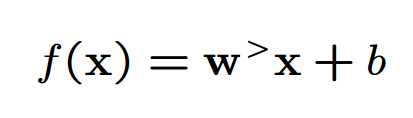 f(x) = w^>x + b